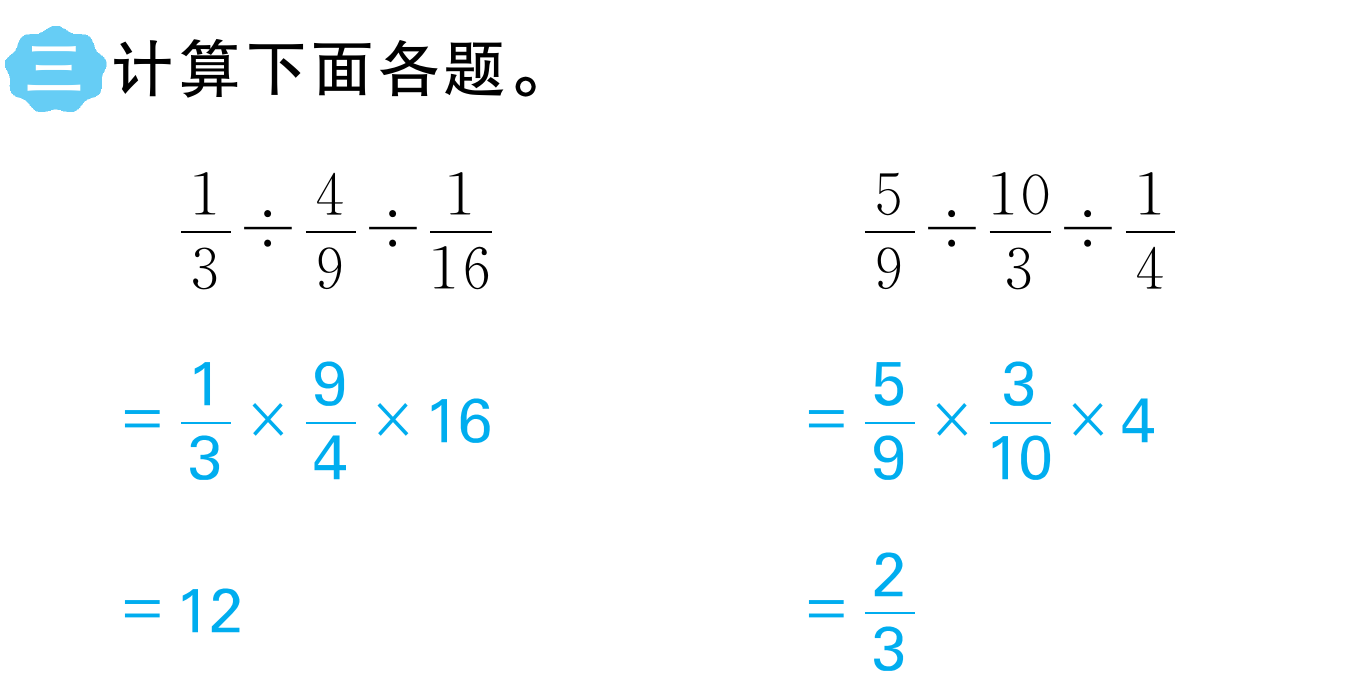 三 计算下面各题。
1/3 ÷ 4/9 ÷ 1/16
= 1/3 × 9/4 × 16
= 12
5/9 ÷ 10/3 ÷ 1/4
= 5/9 × 3/10 × 4
= 2/3